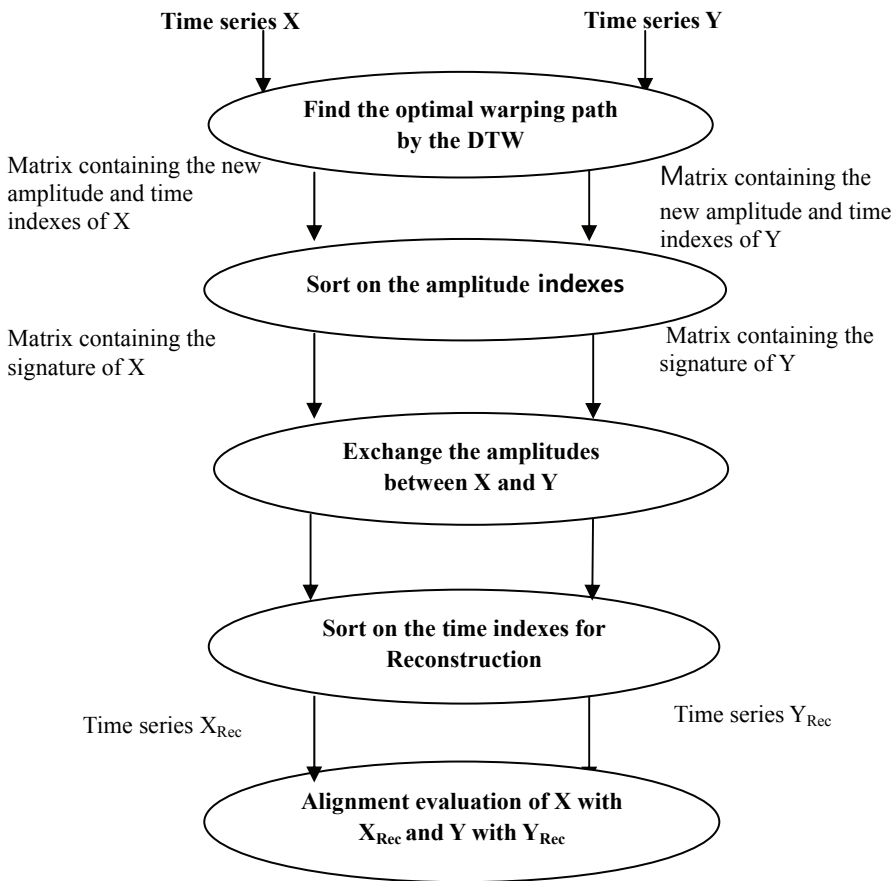 Time series X
Time series Y
Find the optimal warping path
by the DTW
Matrix containing the new
amplitude and time
indexes of X
Matrix containing the
new amplitude and time
indexes of Y
Sort on the amplitude indexes
Matrix containing the
signature of X
Matrix containing the
signature of Y
Exchange the amplitudes
between X and Y
Sort on the time indexes for
Reconstruction
Time series XRec
Time series YRec
Alignment evaluation of X with
XRec and Y with YRec